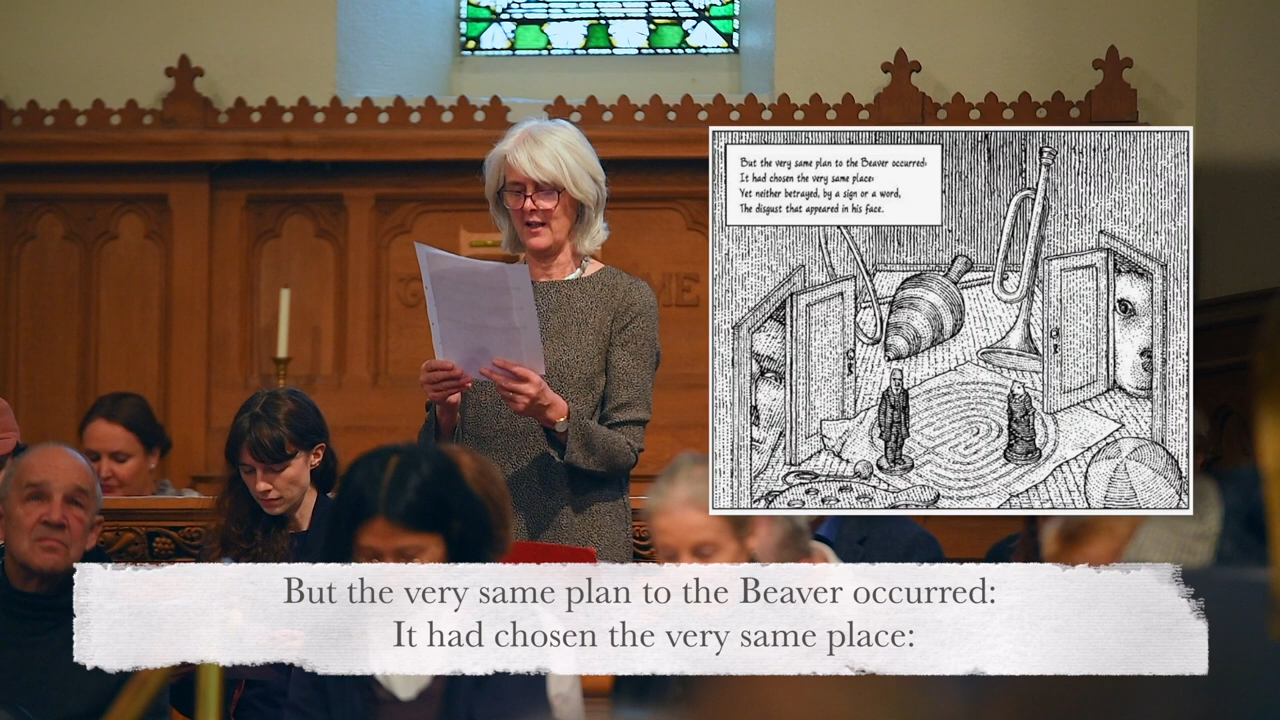 But the very same plan to the Beaver occurred:
It had chosen the very same place:
Yet neither betrayed, by a sign or a word,
The disgust that appeared in his face.
But the very same plan to the Beaver occurred:
It had chosen the very same place: